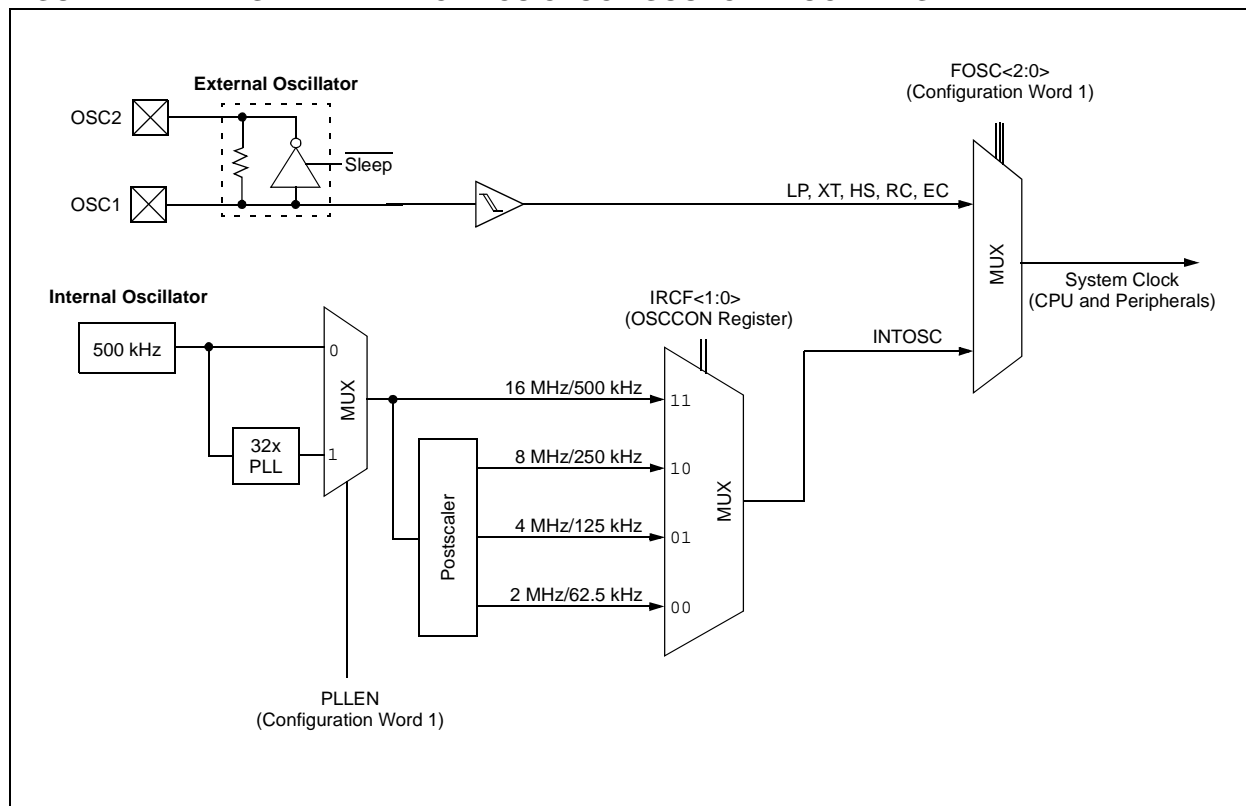 FOSC<2:0>
(Configuration Word 1)
External Oscillator
OSC2
Sleep
OSC1
LP, XT, HS, RC, EC
MUX
System Clock
(CPU and Peripherals)
Internal Oscillator
IRCF<1:0>
(OSCCON Register)
INTOSC
500 kHz
0
MUX
16 MHz/500 kHz
11
32x
PLL
1
8 MHz/250 kHz
10
MUX
Postscaler
4 MHz/125 kHz
01
2 MHz/62.5 kHz
00
PLLEN
(Configuration Word 1)